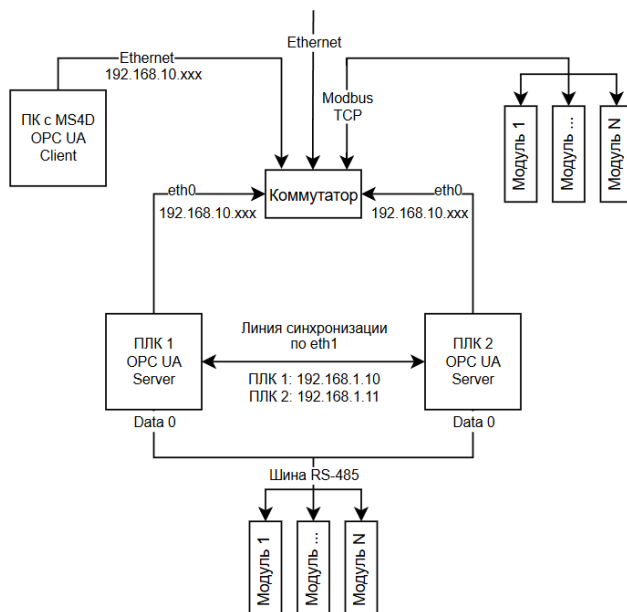 Ethernet
Ethernet
192.168.10.xxx
Modbus
TCP
ПК с MS4D
OPC UA
Client
Модуль 1
Модуль ...
Модуль N
Коммутатор
eth0
192.168.10.xxx
eth0
192.168.10.xxx
ПЛК 1
OPC UA
Server
Линия синхронизации
по eth1
ПЛК 1: 192.168.1.10
ПЛК 2: 192.168.1.11
ПЛК 2
OPC UA
Server
Data 0
Data 0
Шина RS-485
Модуль 1
Модуль ...
Модуль N